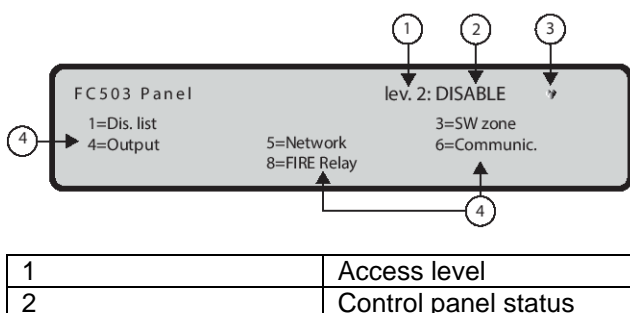 1 2 3
FC503 Panel lev. 2: DISABLE
1=Dis. list 3=SW zone
4 4=Output 5=Network 6=Communic.
8=FIRE Relay
4
1 Access level
2 Control panel status